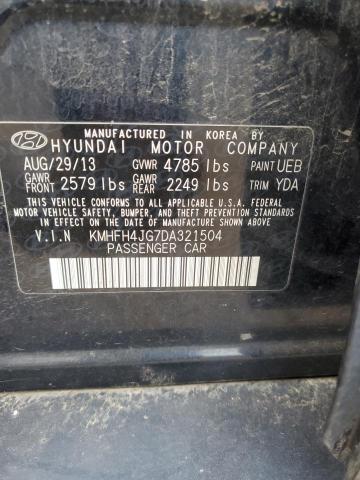 MANUFACTURED IN KOREA BY
HYUNDAI MOTOR COMPANY
AUG/29/13 GVWR 4785 lbs PAINT UEB
GAWR FRONT 2579 lbs GAWR REAR 2249 lbs TRIM YDA
THIS VEHICLE CONFORMS TO ALL APPLICABLE U.S.A. FEDERAL
MOTOR VEHICLE SAFETY, BUMPER, AND THEFT PREVENTION STANDARDS
IN EFFECT ON THE DATE OF MANUFACTURE SHOWN ABOVE.
V.I.N KMHFH4JG7DA321504
PASSENGER CAR